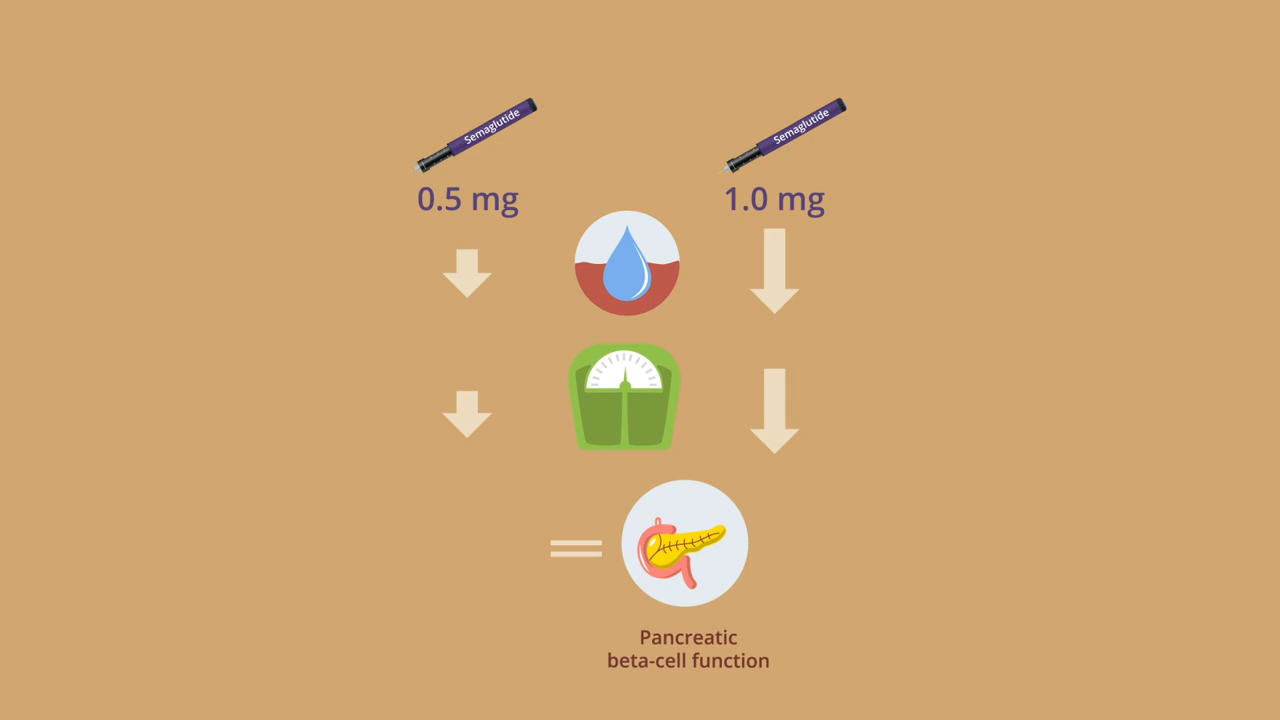 Semaglutide
Semaglutide
0.5 mg
1.0 mg
Pancreatic
beta-cell function